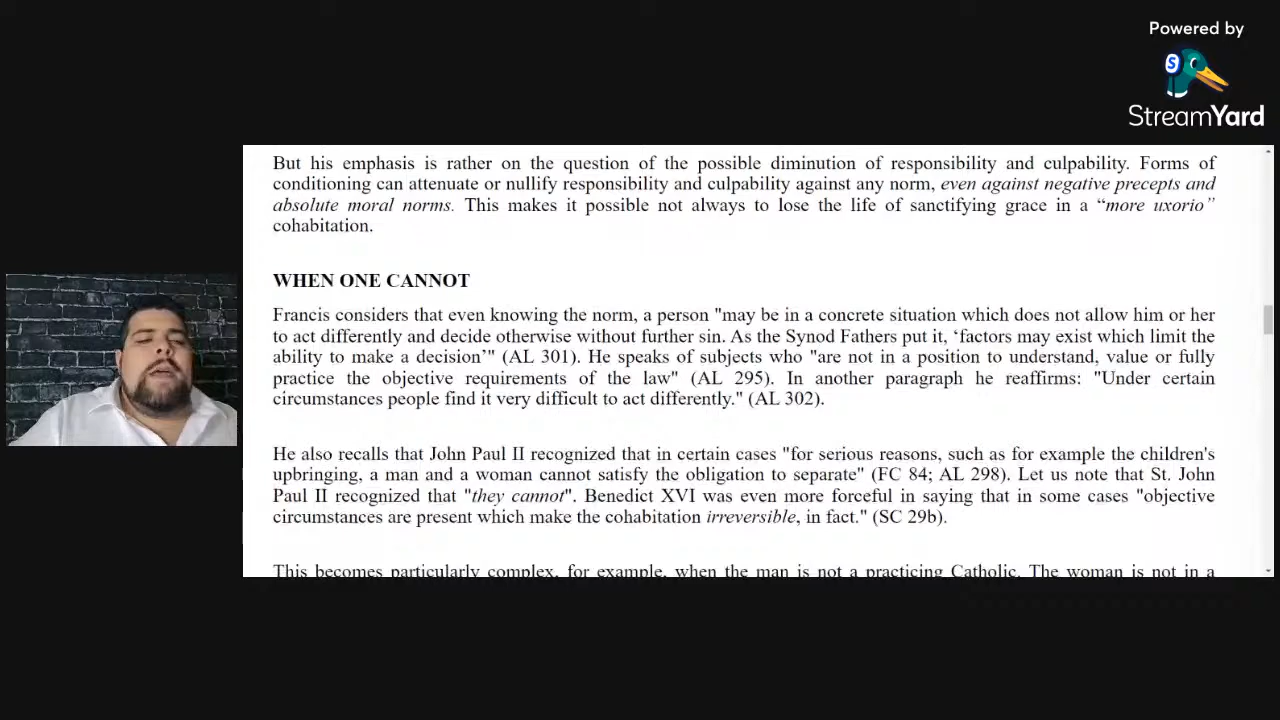 Powered by
S
StreamYard
But his emphasis is rather on the question of the possible diminution of responsibility and culpability. Forms of
conditioning can attenuate or nullify responsibility and culpability against any norm, even against negative precepts and
absolute moral norms. This makes it possible not always to lose the life of sanctifying grace in a “more uxorio”
cohabitation.
WHEN ONE CANNOT
Francis considers that even knowing the norm, a person "may be in a concrete situation which does not allow him or her
to act differently and decide otherwise without further sin. As the Synod Fathers put it, ‘factors may exist which limit the
ability to make a decision’" (AL 301). He speaks of subjects who "are not in a position to understand, value or fully
practice the objective requirements of the law" (AL 295). In another paragraph he reaffirms: "Under certain
circumstances people find it very difficult to act differently." (AL 302).
He also recalls that John Paul II recognized that in certain cases "for serious reasons, such as for example the children's
upbringing, a man and a woman cannot satisfy the obligation to separate" (FC 84; AL 298). Let us note that St. John
Paul II recognized that "they cannot". Benedict XVI was even more forceful in saying that in some cases "objective
circumstances are present which make the cohabitation irreversible, in fact." (SC 29b).
This becomes particularly complex, for example, when the man is not a practicing Catholic. The woman is not in a